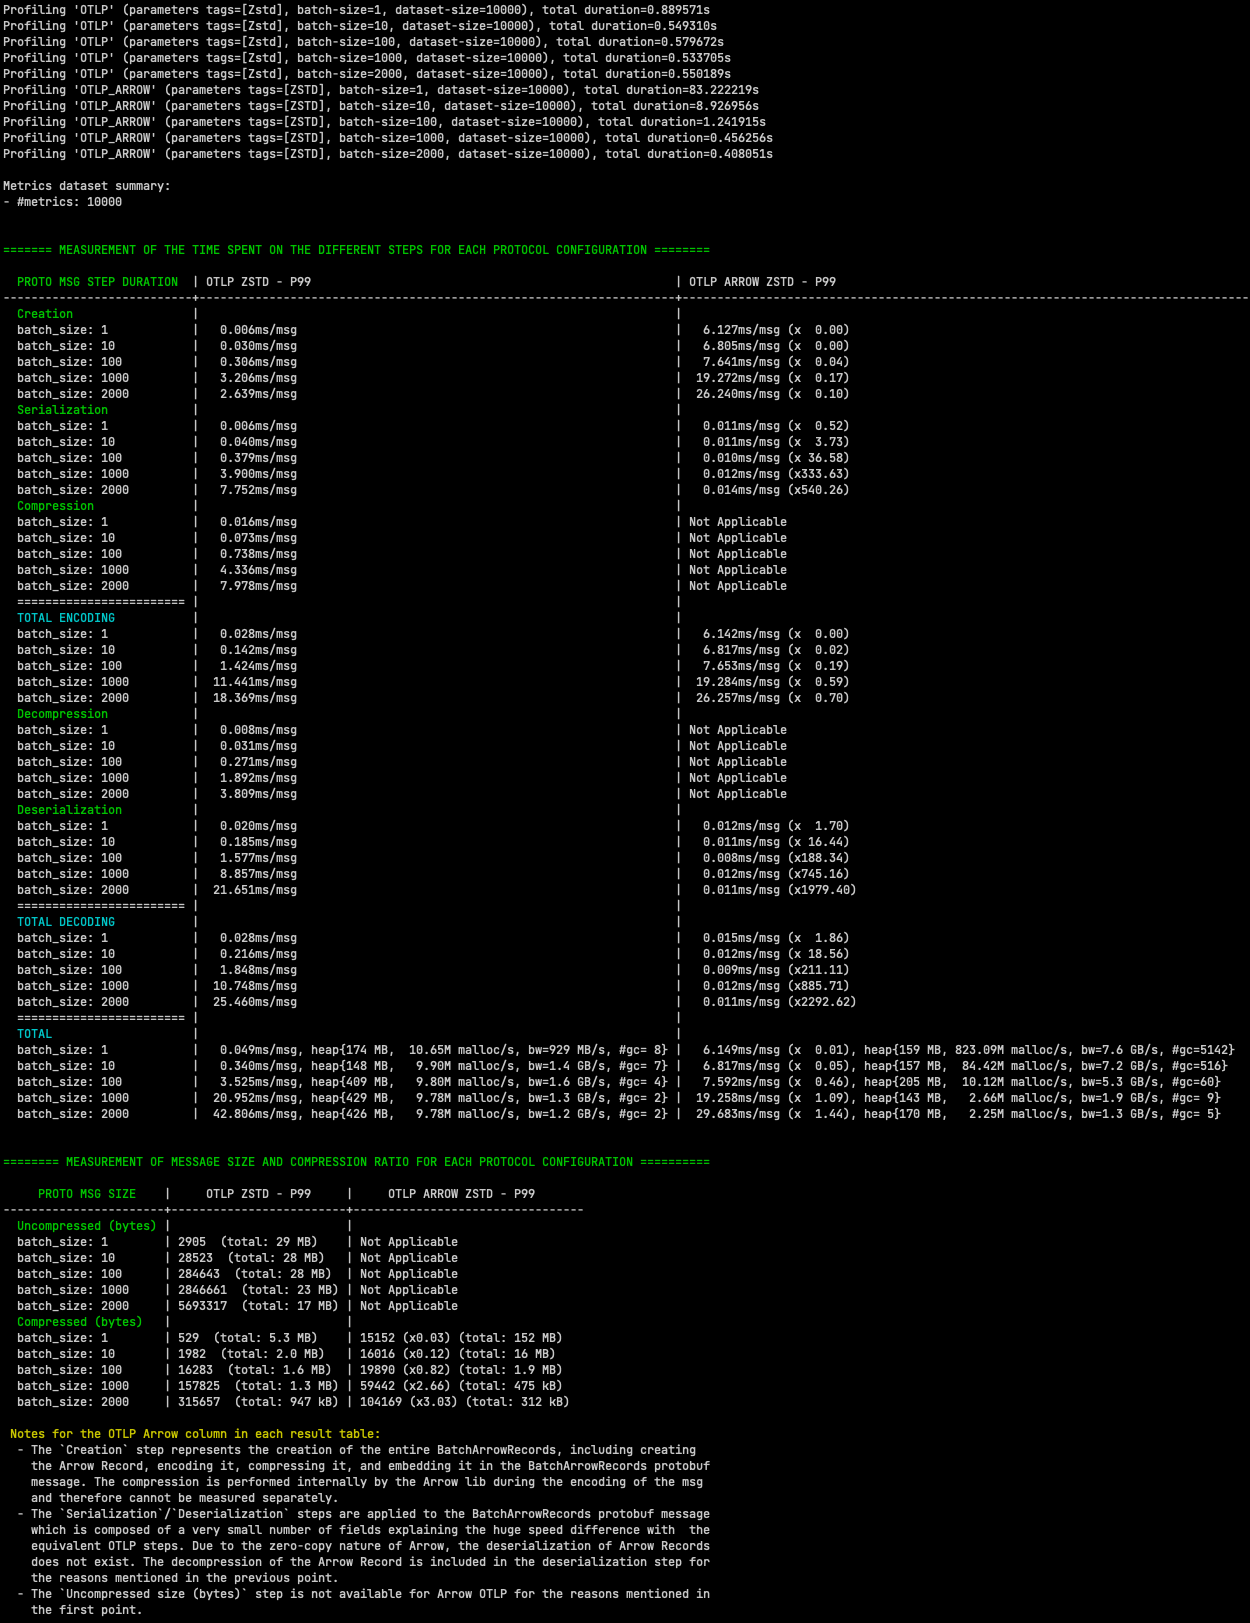 Profiling 'OTLP' (parameters tags=[Zstd], batch-size=1, dataset-size=10000), total duration=0.889571s
Profiling 'OTLP' (parameters tags=[Zstd], batch-size=10, dataset-size=10000), total duration=0.549310s
Profiling 'OTLP' (parameters tags=[Zstd], batch-size=100, dataset-size=10000), total duration=0.579672s
Profiling 'OTLP' (parameters tags=[Zstd], batch-size=1000, dataset-size=10000), total duration=0.533705s
Profiling 'OTLP' (parameters tags=[Zstd], batch-size=2000, dataset-size=10000), total duration=0.550189s
Profiling 'OTLP_ARROW' (parameters tags=[ZSTD], batch-size=1, dataset-size=10000), total duration=83.222219s
Profiling 'OTLP_ARROW' (parameters tags=[ZSTD], batch-size=10, dataset-size=10000), total duration=8.926956s
Profiling 'OTLP_ARROW' (parameters tags=[ZSTD], batch-size=100, dataset-size=10000), total duration=1.241915s
Profiling 'OTLP_ARROW' (parameters tags=[ZSTD], batch-size=1000, dataset-size=10000), total duration=0.456256s
Profiling 'OTLP_ARROW' (parameters tags=[ZSTD], batch-size=2000, dataset-size=10000), total duration=0.408051s

Metrics dataset summary:
- #metrics: 10000

======= MEASUREMENT OF THE TIME SPENT ON THE DIFFERENT STEPS FOR EACH PROTOCOL CONFIGURATION ========

PROTO MSG STEP DURATION | OTLP ZSTD - P99 | OTLP ARROW ZSTD - P99
Creation | |
batch_size: 1 | 0.006ms/msg | 6.127ms/msg (x 0.00)
batch_size: 10 | 0.030ms/msg | 6.805ms/msg (x 0.00)
batch_size: 100 | 0.306ms/msg | 7.641ms/msg (x 0.04)
batch_size: 1000 | 3.206ms/msg | 19.272ms/msg (x 0.17)
batch_size: 2000 | 2.639ms/msg | 26.240ms/msg (x 0.10)
Serialization | |
batch_size: 1 | 0.006ms/msg | 0.011ms/msg (x 0.52)
batch_size: 10 | 0.040ms/msg | 0.011ms/msg (x 3.73)
batch_size: 100 | 0.379ms/msg | 0.010ms/msg (x 36.58)
batch_size: 1000 | 3.900ms/msg | 0.012ms/msg (x333.63)
batch_size: 2000 | 7.752ms/msg | 0.014ms/msg (x540.26)
Compression | |
batch_size: 1 | 0.016ms/msg | Not Applicable
batch_size: 10 | 0.073ms/msg | Not Applicable
batch_size: 100 | 0.738ms/msg | Not Applicable
batch_size: 1000 | 4.336ms/msg | Not Applicable
batch_size: 2000 | 7.978ms/msg | Not Applicable
======================== | |
TOTAL ENCODING | |
batch_size: 1 | 0.028ms/msg | 6.142ms/msg (x 0.00)
batch_size: 10 | 0.142ms/msg | 6.817ms/msg (x 0.02)
batch_size: 100 | 1.424ms/msg | 7.653ms/msg (x 0.19)
batch_size: 1000 | 11.441ms/msg | 19.284ms/msg (x 0.59)
batch_size: 2000 | 18.369ms/msg | 26.257ms/msg (x 0.70)
Decompression | |
batch_size: 1 | 0.008ms/msg | Not Applicable
batch_size: 10 | 0.031ms/msg | Not Applicable
batch_size: 100 | 0.271ms/msg | Not Applicable
batch_size: 1000 | 1.892ms/msg | Not Applicable
batch_size: 2000 | 3.809ms/msg | Not Applicable
Deserialization | |
batch_size: 1 | 0.020ms/msg | 0.012ms/msg (x 1.70)
batch_size: 10 | 0.185ms/msg | 0.011ms/msg (x 16.44)
batch_size: 100 | 1.577ms/msg | 0.008ms/msg (x188.34)
batch_size: 1000 | 8.857ms/msg | 0.012ms/msg (x745.16)
batch_size: 2000 | 21.651ms/msg | 0.011ms/msg (x1979.40)
======================== | |
TOTAL DECODING | |
batch_size: 1 | 0.028ms/msg | 0.015ms/msg (x 1.86)
batch_size: 10 | 0.216ms/msg | 0.012ms/msg (x 18.56)
batch_size: 100 | 1.848ms/msg | 0.009ms/msg (x211.11)
batch_size: 1000 | 10.748ms/msg | 0.012ms/msg (x885.71)
batch_size: 2000 | 25.460ms/msg | 0.011ms/msg (x2292.62)
======================== | |
TOTAL | |
batch_size: 1 | 0.049ms/msg, heap{174 MB, 10.65M malloc/s, bw=929 MB/s, #gc= 8} | 6.149ms/msg (x 0.01), heap{159 MB, 823.09M malloc/s, bw=7.6 GB/s, #gc=5142}
batch_size: 10 | 0.340ms/msg, heap{148 MB, 9.90M malloc/s, bw=1.4 GB/s, #gc= 7} | 6.817ms/msg (x 0.05), heap{157 MB, 84.42M malloc/s, bw=7.2 GB/s, #gc=516}
batch_size: 100 | 3.525ms/msg, heap{409 MB, 9.80M malloc/s, bw=1.6 GB/s, #gc= 4} | 7.592ms/msg (x 0.46), heap{205 MB, 10.12M malloc/s, bw=5.3 GB/s, #gc=60}
batch_size: 1000 | 20.952ms/msg, heap{429 MB, 9.78M malloc/s, bw=1.3 GB/s, #gc= 2} | 19.258ms/msg (x 1.09), heap{143 MB, 2.66M malloc/s, bw=1.9 GB/s, #gc= 9}
batch_size: 2000 | 42.806ms/msg, heap{426 MB, 9.78M malloc/s, bw=1.2 GB/s, #gc= 2} | 29.683ms/msg (x 1.44), heap{170 MB, 2.25M malloc/s, bw=1.3 GB/s, #gc= 5}

======== MEASUREMENT OF MESSAGE SIZE AND COMPRESSION RATIO FOR EACH PROTOCOL CONFIGURATION ==========

PROTO MSG SIZE | OTLP ZSTD - P99 | OTLP ARROW ZSTD - P99
Uncompressed (bytes) | |
batch_size: 1 | 2905 (total: 29 MB) | Not Applicable
batch_size: 10 | 28523 (total: 28 MB) | Not Applicable
batch_size: 100 | 284643 (total: 28 MB) | Not Applicable
batch_size: 1000 | 2846661 (total: 23 MB) | Not Applicable
batch_size: 2000 | 5693317 (total: 17 MB) | Not Applicable
Compressed (bytes) | |
batch_size: 1 | 529 (total: 5.3 MB) | 15152 (x0.03) (total: 152 MB)
batch_size: 10 | 1982 (total: 2.0 MB) | 16016 (x0.12) (total: 16 MB)
batch_size: 100 | 16283 (total: 1.6 MB) | 19890 (x0.82) (total: 1.9 MB)
batch_size: 1000 | 157825 (total: 1.3 MB) | 59442 (x2.66) (total: 475 kB)
batch_size: 2000 | 315657 (total: 947 kB) | 104169 (x3.03) (total: 312 kB)

Notes for the OTLP Arrow column in each result table:
- The `Creation` step represents the creation of the entire BatchArrowRecords, including creating
the Arrow Record, encoding it, compressing it, and embedding it in the BatchArrowRecords protobuf
message. The compression is performed internally by the Arrow lib during the encoding of the msg
and therefore cannot be measured separately.
- The `Serialization`/`Deserialization` steps are applied to the BatchArrowRecords protobuf message
which is composed of a very small number of fields explaining the huge speed difference with the
equivalent OTLP steps. Due to the zero-copy nature of Arrow, the deserialization of Arrow Records
does not exist. The decompression of the Arrow Record is included in the deserialization step for
the reasons mentioned in the previous point.
- The `Uncompressed size (bytes)` step is not available for Arrow OTLP for the reasons mentioned in
the first point.